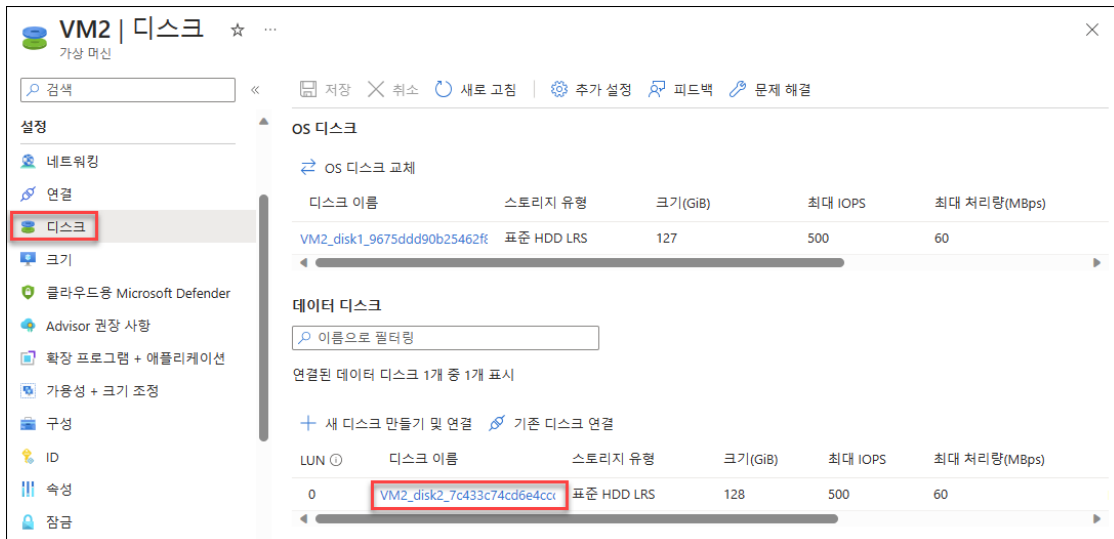 VM2 | 디스크 ☆ ···
가상 머신
검색
«
저장 취소 새로 고침 추가 설정 피드백 문제 해결
설정
네트워킹
연결
디스크
크기
클라우드용 Microsoft Defender
Advisor 권장 사항
확장 프로그램 + 애플리케이션
가용성 + 크기 조정
구성
ID
속성
잠금
OS 디스크
OS 디스크 교체
디스크 이름 스토리지 유형 크기(GiB) 최대 IOPS 최대 처리량(MBps)
VM2_disk1_9675ddd90b25462f8 표준 HDD LRS 127 500 60
데이터 디스크
이름으로 필터링
연결된 데이터 디스크 1개 중 1개 표시
새 디스크 만들기 및 연결 기존 디스크 연결
LUN 디스크 이름 스토리지 유형 크기(GiB) 최대 IOPS 최대 처리량(MBps)
0 VM2_disk2_7c433c74cd6e4ccc 표준 HDD LRS 128 500 60